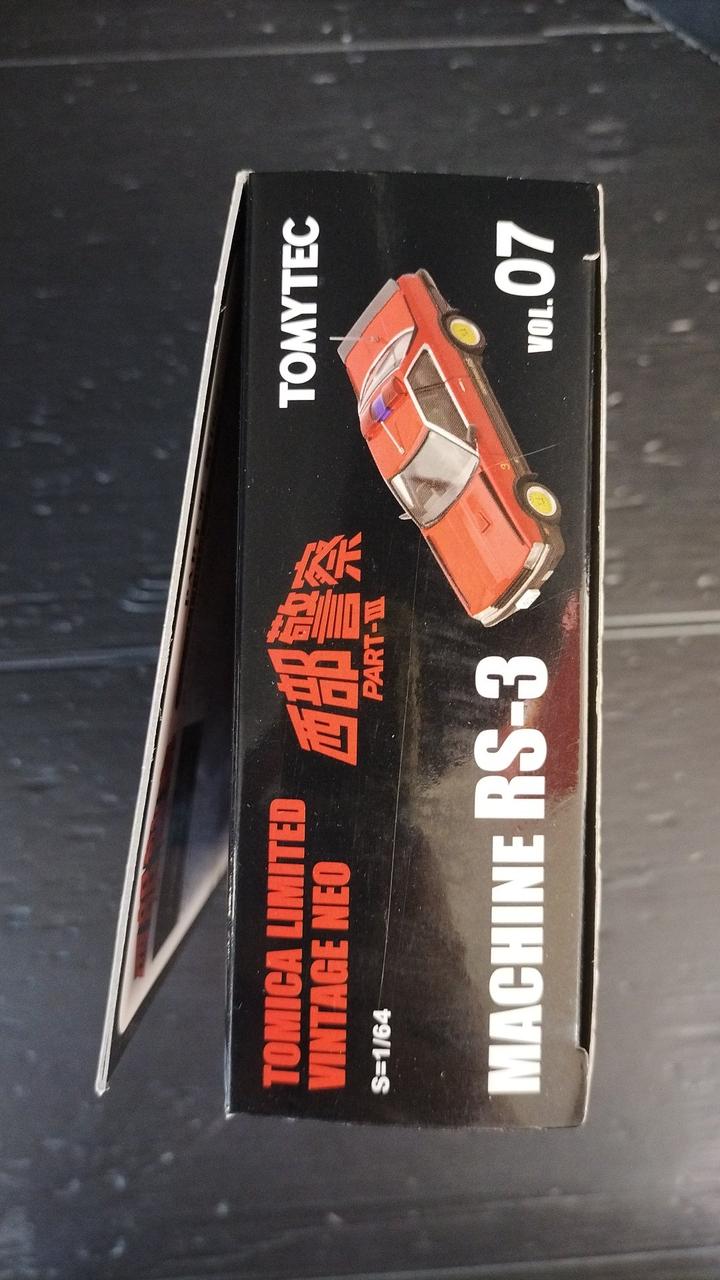 TOMICA LIMITED
VINTAGE NEO
S=1/64
西部警察
PART-Ⅲ
TOMYTEC
MACHINE RS-3
VOL.07